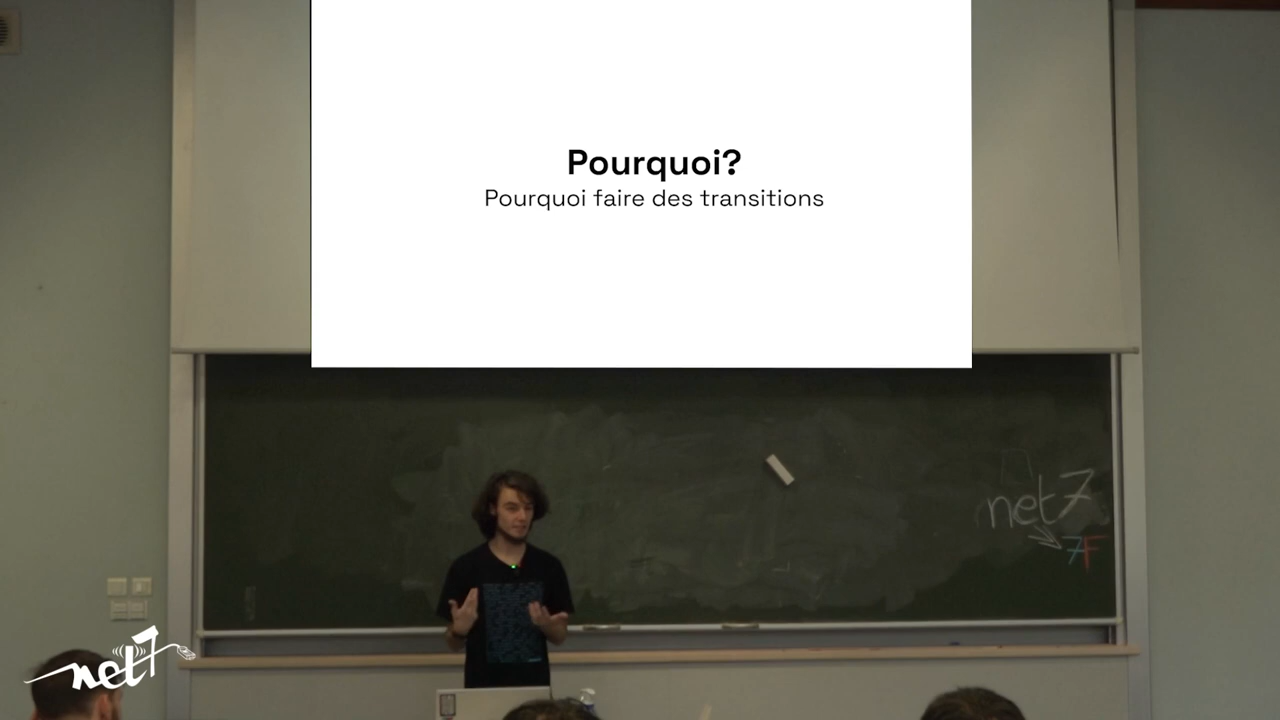 Pourquoi?
Pourquoi faire des transitions
net7
7F
net7